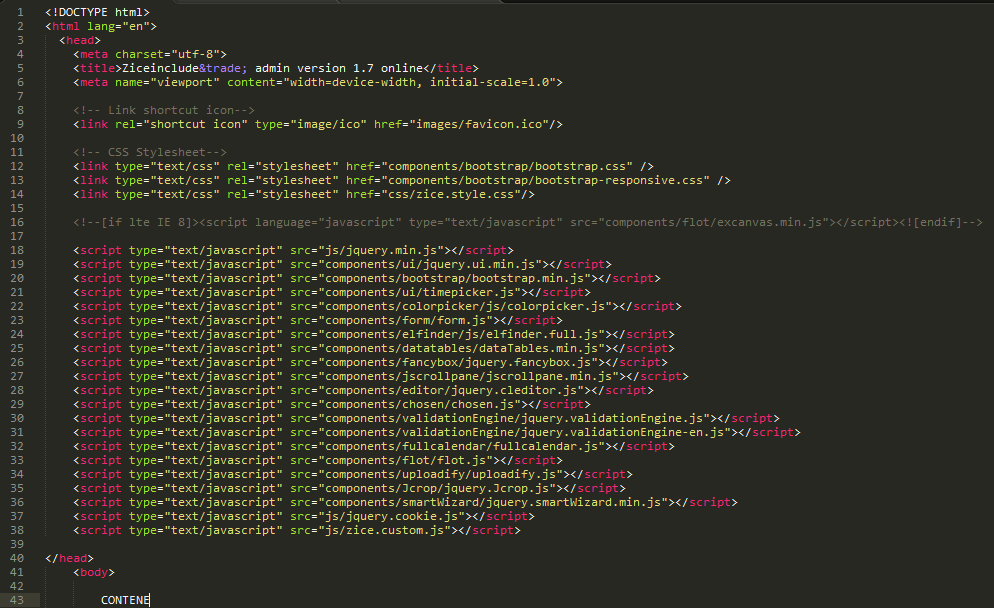 1 <!DOCTYPE html>
2 <html lang="en">
3 <head>
4 <meta charset="utf-8">
5 <title>Ziceinclude&trade; admin version 1.7 online</title>
6 <meta name="viewport" content="width=device-width, initial-scale=1.0">
7
8 <!-- Link shortcut icon-->
9 <link rel="shortcut icon" type="image/ico" href="images/favicon.ico"/>
10
11 <!-- CSS Stylesheet-->
12 <link type="text/css" rel="stylesheet" href="components/bootstrap/bootstrap.css" />
13 <link type="text/css" rel="stylesheet" href="components/bootstrap/bootstrap-responsive.css" />
14 <link type="text/css" rel="stylesheet" href="css/zice.style.css"/>
15
16 <!--[if lte IE 8]><script language="javascript" type="text/javascript" src="components/flot/excanvas.min.js"></script><![endif]-->
17
18 <script type="text/javascript" src="js/jquery.min.js"></script>
19 <script type="text/javascript" src="components/ui/jquery.ui.min.js"></script>
20 <script type="text/javascript" src="components/bootstrap/bootstrap.min.js"></script>
21 <script type="text/javascript" src="components/ui/timepicker.js"></script>
22 <script type="text/javascript" src="components/colorpicker/js/colorpicker.js"></script>
23 <script type="text/javascript" src="components/form/form.js"></script>
24 <script type="text/javascript" src="components/elfinder/js/elfinder.full.js"></script>
25 <script type="text/javascript" src="components/datatables/dataTables.min.js"></script>
26 <script type="text/javascript" src="components/fancybox/jquery.fancybox.js"></script>
27 <script type="text/javascript" src="components/jscrollpane/jscrollpane.min.js"></script>
28 <script type="text/javascript" src="components/editor/jquery.cleditor.js"></script>
29 <script type="text/javascript" src="components/chosen/chosen.js"></script>
30 <script type="text/javascript" src="components/validationEngine/jquery.validationEngine.js"></script>
31 <script type="text/javascript" src="components/validationEngine/jquery.validationEngine-en.js"></script>
32 <script type="text/javascript" src="components/fullcalendar/fullcalendar.js"></script>
33 <script type="text/javascript" src="components/flot/flot.js"></script>
34 <script type="text/javascript" src="components/uploadify/uploadify.js"></script>
35 <script type="text/javascript" src="components/Jcrop/jquery.Jcrop.js"></script>
36 <script type="text/javascript" src="components/smartWizard/jquery.smartWizard.min.js"></script>
37 <script type="text/javascript" src="js/jquery.cookie.js"></script>
38 <script type="text/javascript" src="js/zice.custom.js"></script>
39
40 </head>
41 <body>
42
43 CONTENE